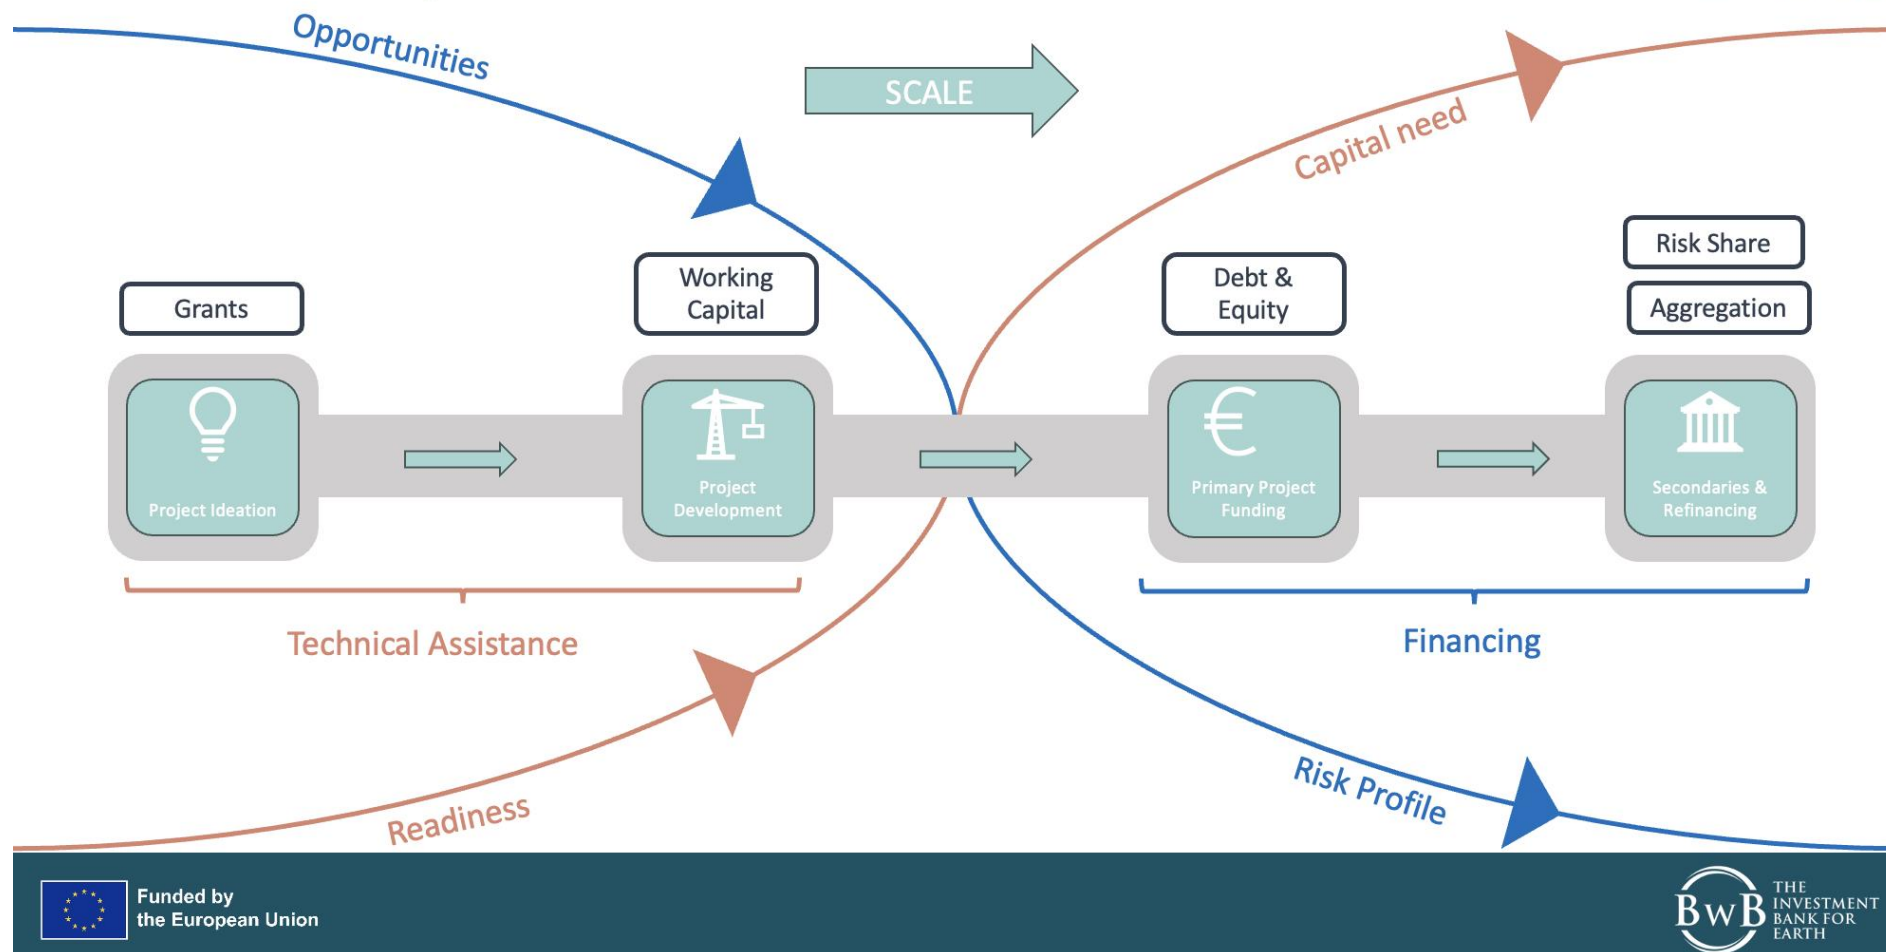 Opportunities
SCALE
Capital need
Grants
Working
Capital
Debt &
Equity
Risk Share
Aggregation
Project Ideation
Project
Development
Primary Project
Funding
Secondaries &
Refinancing
Technical Assistance
Financing
Readiness
Risk Profile
Funded by
the European Union
BwB
THE
INVESTMENT
BANK FOR
EARTH